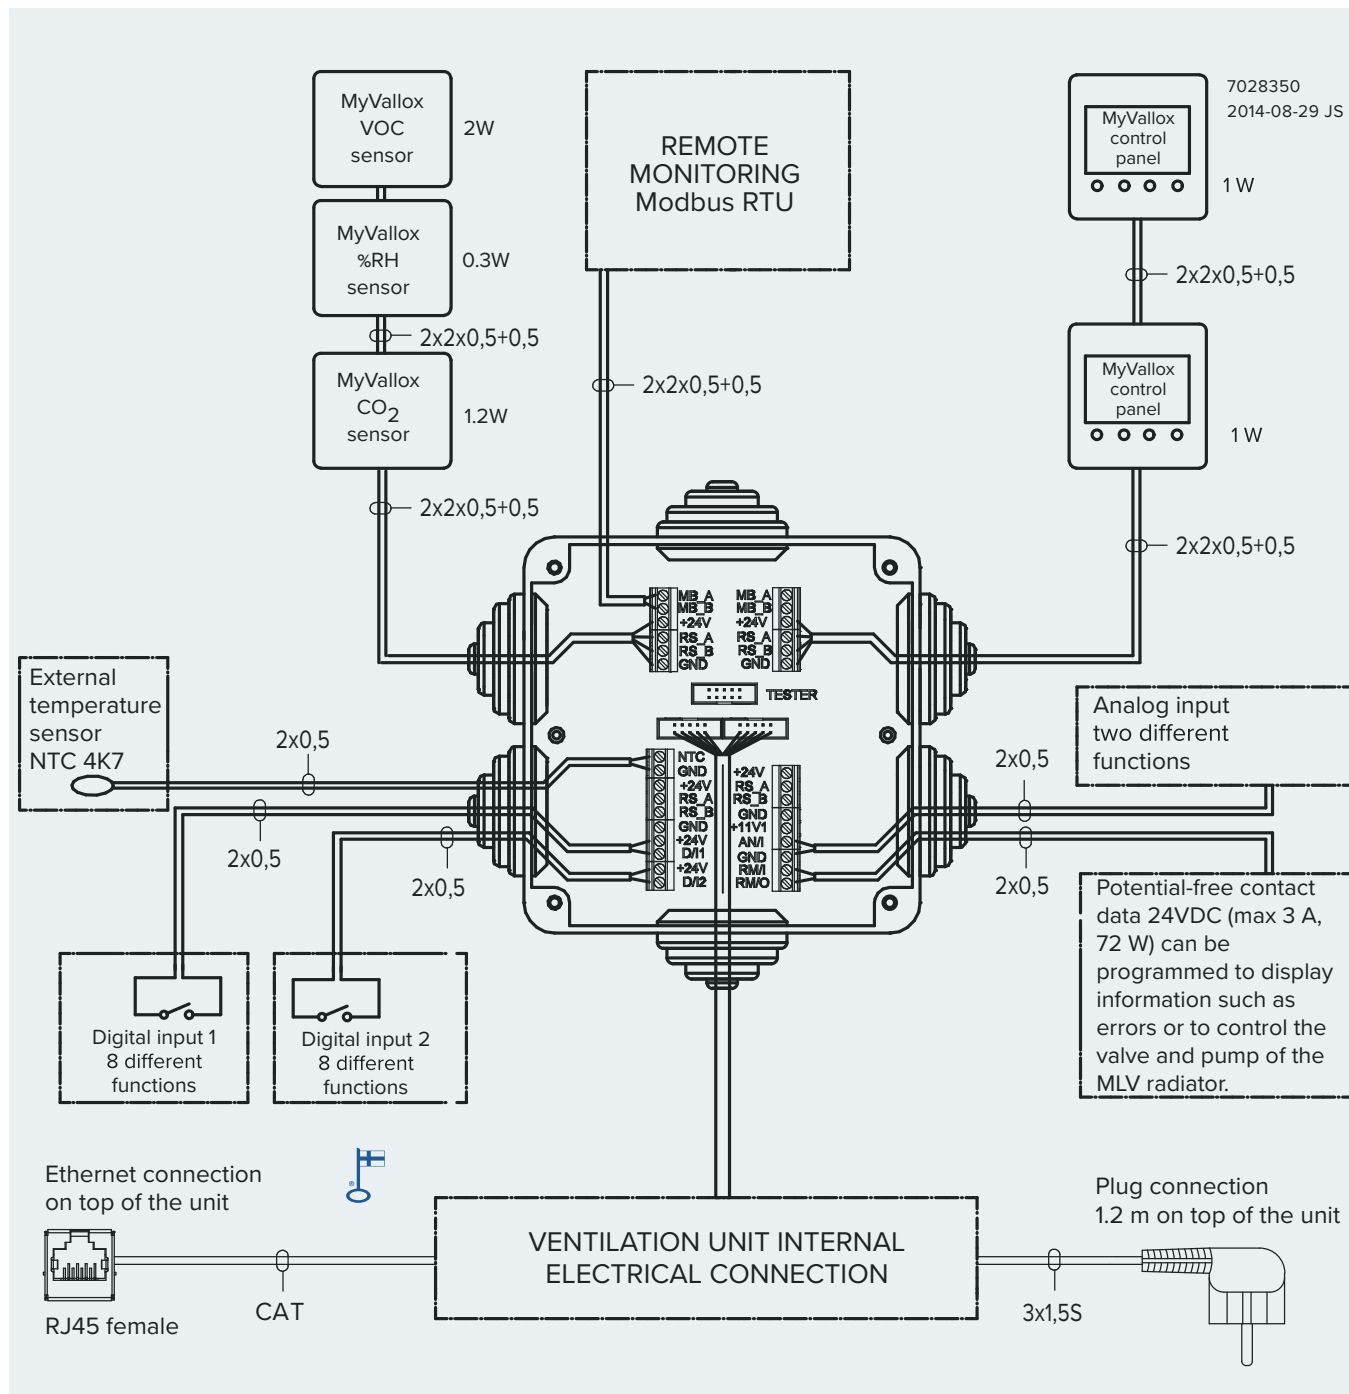 MyVallox
VOC
sensor
2W
MyVallox
%RH
sensor
0.3W
2x2x0,5+0,5
MyVallox
CO2
sensor
1.2W
2x2x0,5+0,5
REMOTE
MONITORING
Modbus RTU
2x2x0,5+0,5
7028350
2014-08-29 JS
MyVallox
control
panel
1 W
2x2x0,5+0,5
MyVallox
control
panel
1 W
2x2x0,5+0,5
MB_A
MB_B
+24V
RS_A
RS_B
GND
MB_A
MB_B
+24V
RS_A
RS_B
GND
TESTER
External
temperature
sensor
NTC 4K7
2x0,5
2x0,5
2x0,5
NTC
GND
+24V
RS_A
RS_B
GND
+24V
D/I1
+24V
D/I2
+24V
RS_A
RS_B
GND
+11V1
AN/I
GND
RM/I
RM/O
Analog input
two different
functions
2x0,5
2x0,5
Potential-free contact
data 24VDC (max 3 A,
72 W) can be
programmed to display
information such as
errors or to control the
valve and pump of the
MLV radiator.
Digital input 1
8 different
functions
Digital input 2
8 different
functions
Ethernet connection
on top of the unit
RJ45 female
CAT
®
VENTILATION UNIT INTERNAL
ELECTRICAL CONNECTION
Plug connection
1.2 m on top of the unit
3x1,5S